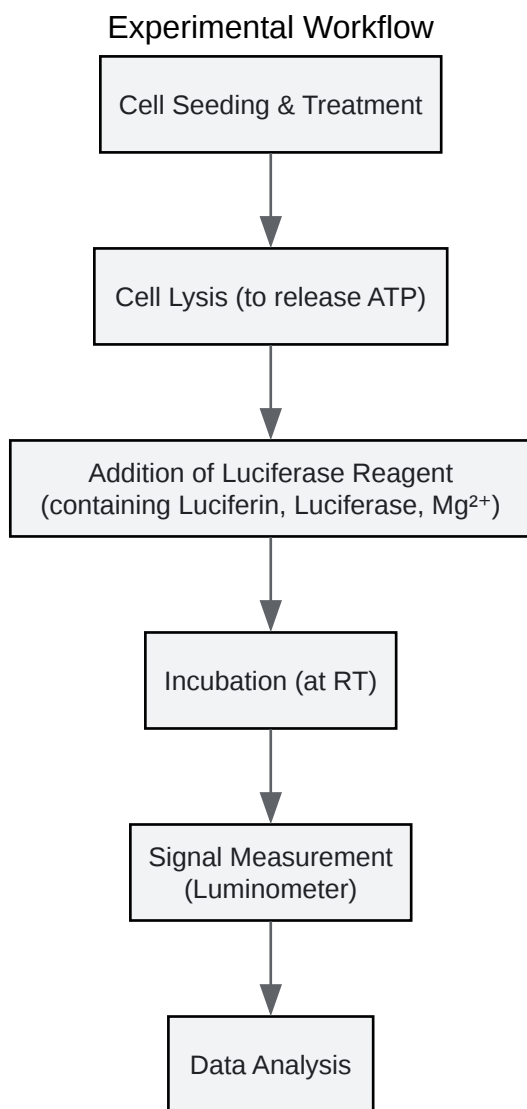 Experimental Workflow
Cell Seeding & Treatment
Cell Lysis (to release ATP)
Addition of Luciferase Reagent
(containing Luciferin, Luciferase, Mg²⁺)
Incubation (at RT)
Signal Measurement
(Luminometer)
Data Analysis